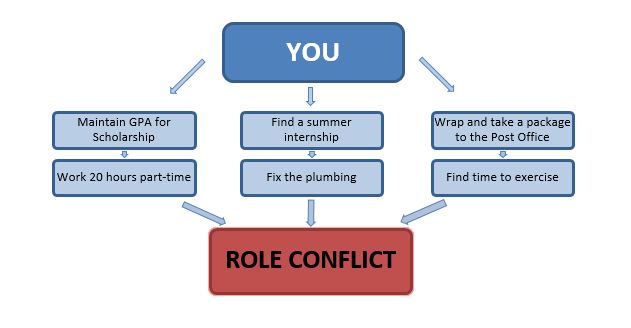 YOU
Maintain GPA for
Scholarship
Find a summer
internship
Wrap and take a package
to the Post Office
Work 20 hours part-time
Fix the plumbing
Find time to exercise
ROLE CONFLICT